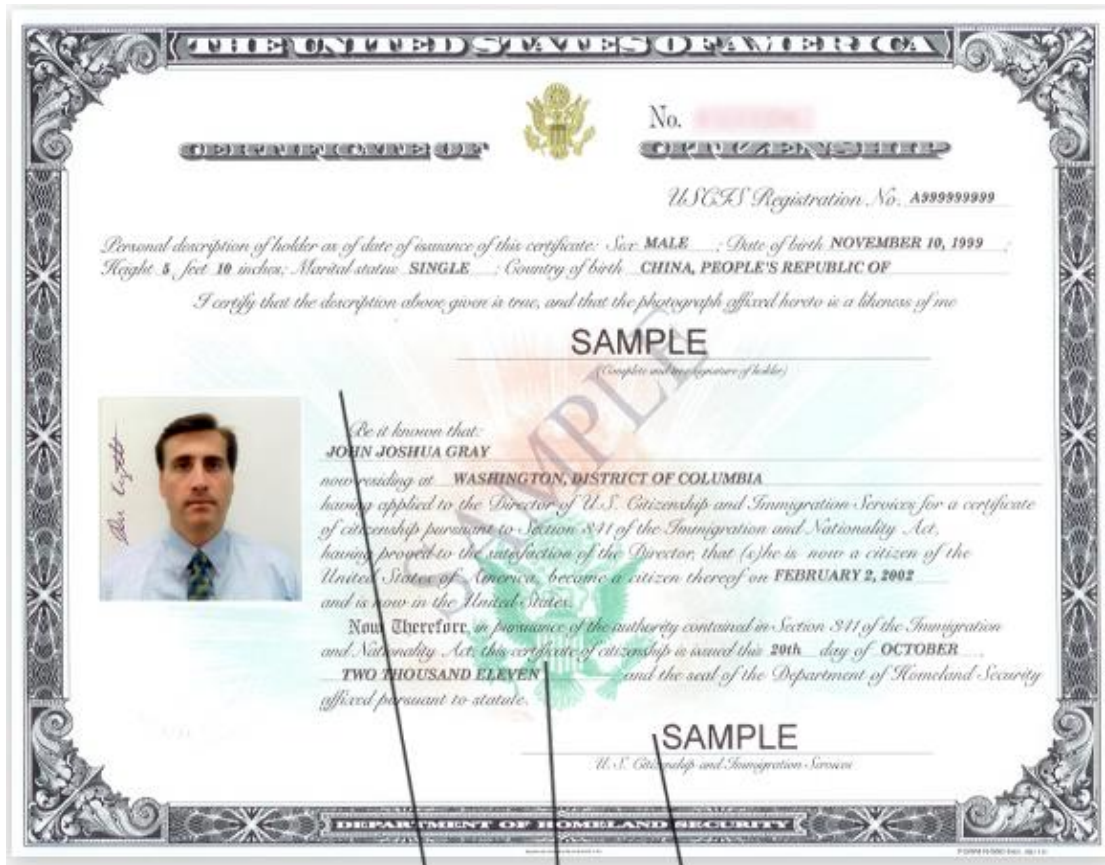 THE UNITED STATES OF AMERICA
No.
CERTIFICATE OF CITIZENSHIP
USCIS Registration No. A999999999
Personal description of holder as of date of issuance of this certificate: Sex MALE ; Date of birth NOVEMBER 10, 1999 ;
Height 5 feet 10 inches; Marital status SINGLE ; Country of birth CHINA, PEOPLE'S REPUBLIC OF
I certify that the description above given is true, and that the photograph affixed hereto is a likeness of me
SAMPLE
(Complete and true signature of holder)
SAMPLE
Be it known that:
JOHN JOSHUA GRAY
now residing at WASHINGTON, DISTRICT OF COLUMBIA
having applied to the Director of U.S. Citizenship and Immigration Services for a certificate
of citizenship pursuant to Section 341 of the Immigration and Nationality Act,
having proved to the satisfaction of the Director, that (s)he is now a citizen of the
United States of America, became a citizen thereof on FEBRUARY 2, 2002
and is now in the United States.
Now Therefore, in pursuance of the authority contained in Section 341 of the Immigration
and Nationality Act, this certificate of citizenship is issued this 20th day of OCTOBER ,
TWO THOUSAND ELEVEN and the seal of the Department of Homeland Security
affixed pursuant to statute.
SAMPLE
U.S. Citizenship and Immigration Services
DEPARTMENT OF HOMELAND SECURITY